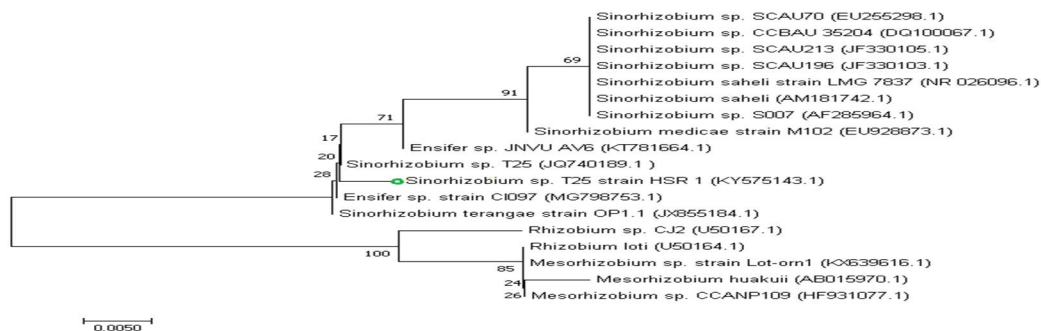 Sinorhizobium sp. SCAU70 (EU255298.1)
Sinorhizobium sp. CCBAU 35204 (DQ100067.1)
Sinorhizobium sp. SCAU213 (JF330105.1)
69
Sinorhizobium sp. SCAU196 (JF330103.1)
Sinorhizobium saheli strain LMG 7837 (NR 026096.1)
91
Sinorhizobium saheli (AM181742.1)
Sinorhizobium sp. S007 (AF285964.1)
71
Sinorhizobium medicae strain M102 (EU928873.1)
17
Ensifer sp. JNVU AV6 (KT781664.1)
20
Sinorhizobium sp. T25 (JQ740189.1 )
28
Sinorhizobium sp. T25 strain HSR 1 (KY575143.1)
Ensifer sp. strain CI097 (MG798753.1)
Sinorhizobium terangae strain OP1.1 (JX855184.1)
Rhizobium sp. CJ2 (U50167.1)
Rhizobium loti (U50164.1)
100
Mesorhizobium sp. strain Lot-orn1 (KX639616.1)
85
Mesorhizobium huakuii (AB015970.1)
24
26
Mesorhizobium sp. CCANP109 (HF931077.1)
0.0050